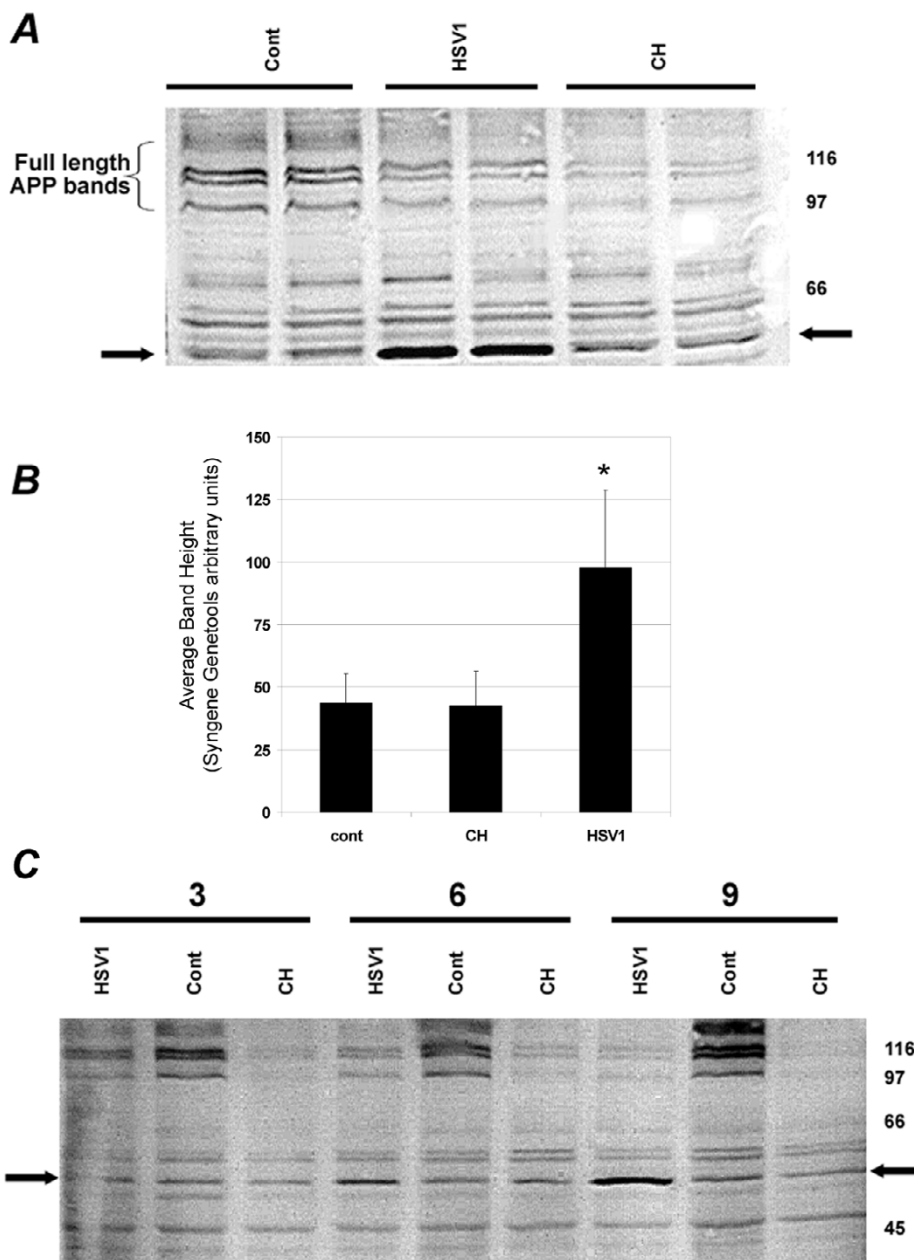 A
Cont
HSV1
CH
Full length
APP bands
116
97
66
B
Average Band Height
(Syngene Genetools arbitrary units)
150
125
100
75
50
25
0
*
cont
CH
HSV1
C
3
6
9
HSV1
Cont
CH
HSV1
Cont
CH
HSV1
Cont
CH
116
97
66
45